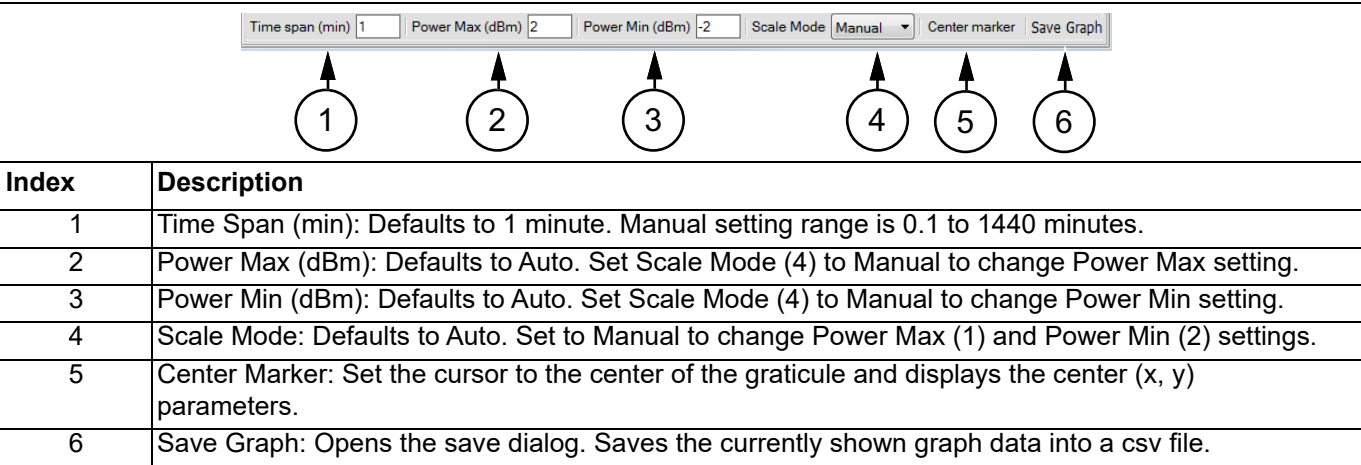 Time span (min) 1 Power Max (dBm) 2 Power Min (dBm) -2 Scale Mode Manual Center marker Save Graph
1 2 3 4 5 6
Index Description
1 Time Span (min): Defaults to 1 minute. Manual setting range is 0.1 to 1440 minutes.
2 Power Max (dBm): Defaults to Auto. Set Scale Mode (4) to Manual to change Power Max setting.
3 Power Min (dBm): Defaults to Auto. Set Scale Mode (4) to Manual to change Power Min setting.
4 Scale Mode: Defaults to Auto. Set to Manual to change Power Max (1) and Power Min (2) settings.
5 Center Marker: Set the cursor to the center of the graticule and displays the center (x, y)
parameters.
6 Save Graph: Opens the save dialog. Saves the currently shown graph data into a csv file.